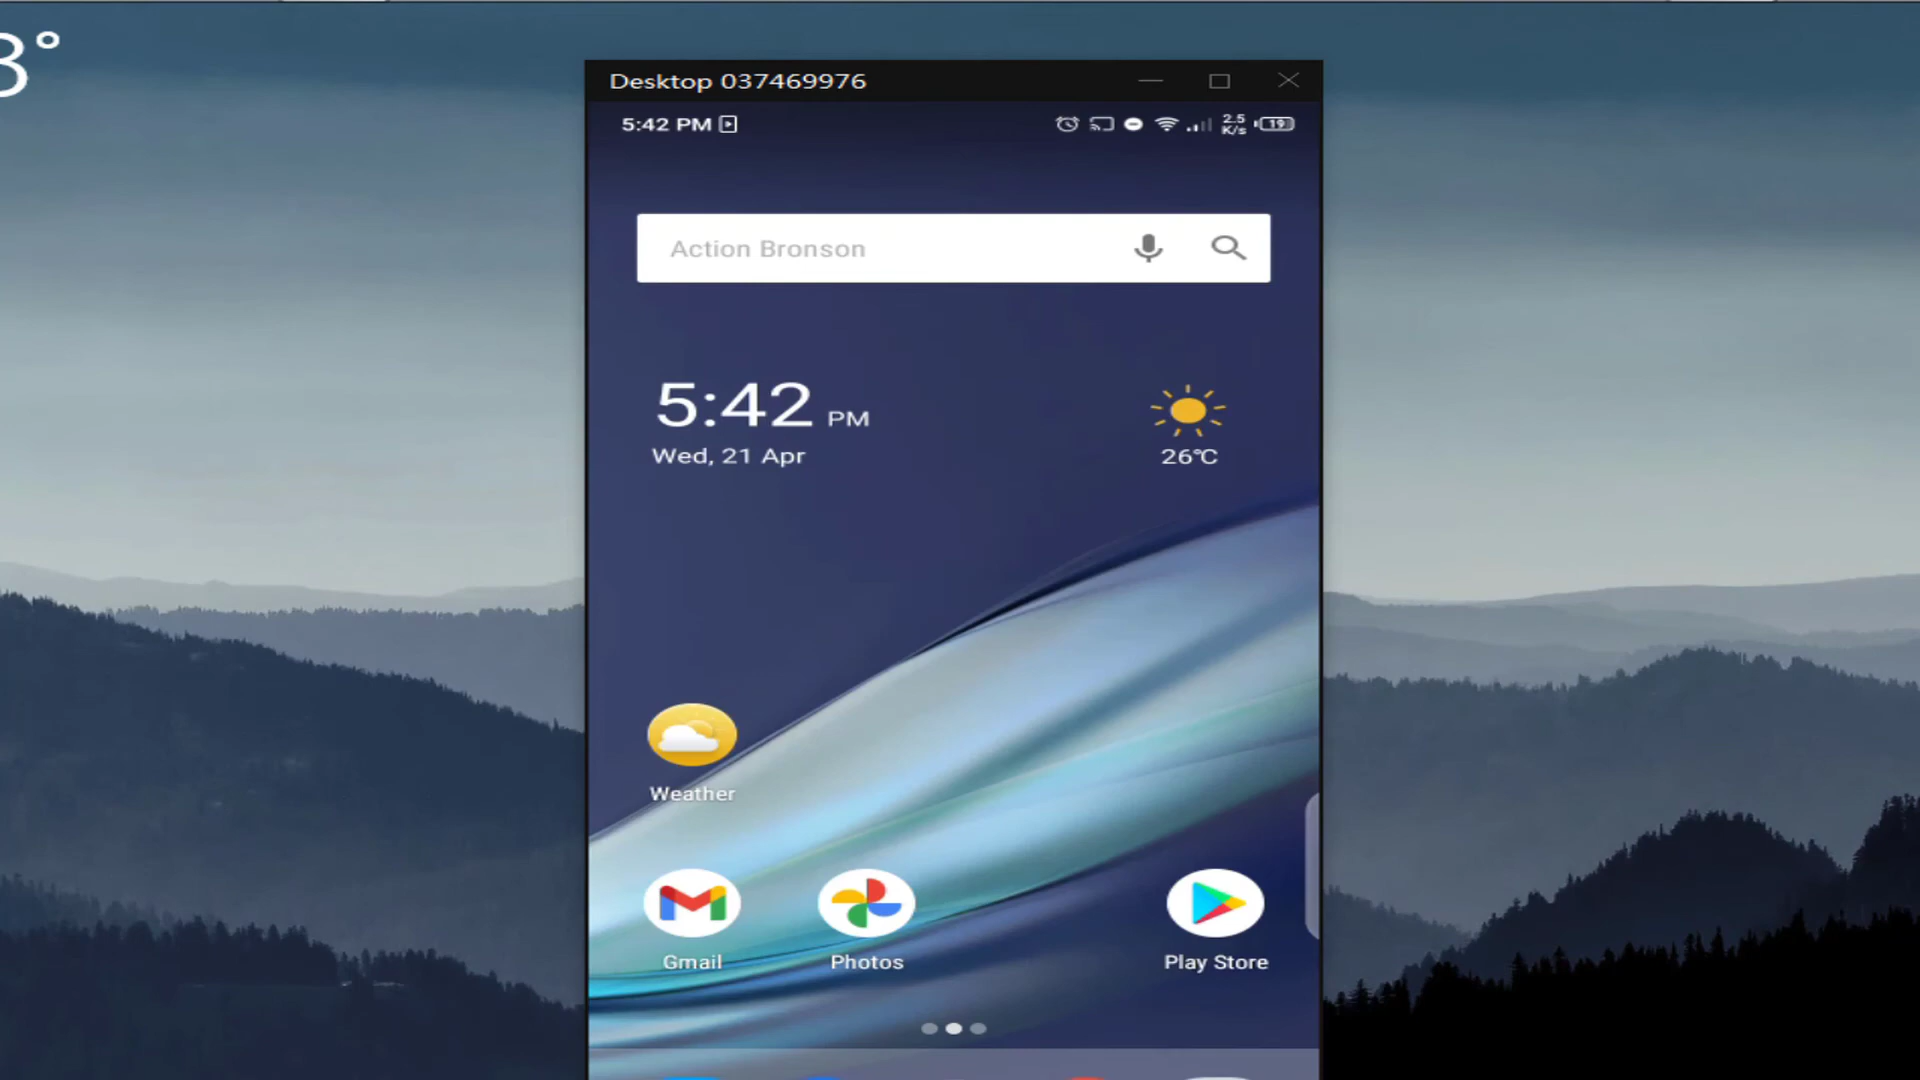 3°
Desktop 037469976
5:42 PM
2.5
K/s
19
Action Bronson
5:42 PM
Wed, 21 Apr
26℃
Weather
Gmail
Photos
Play Store